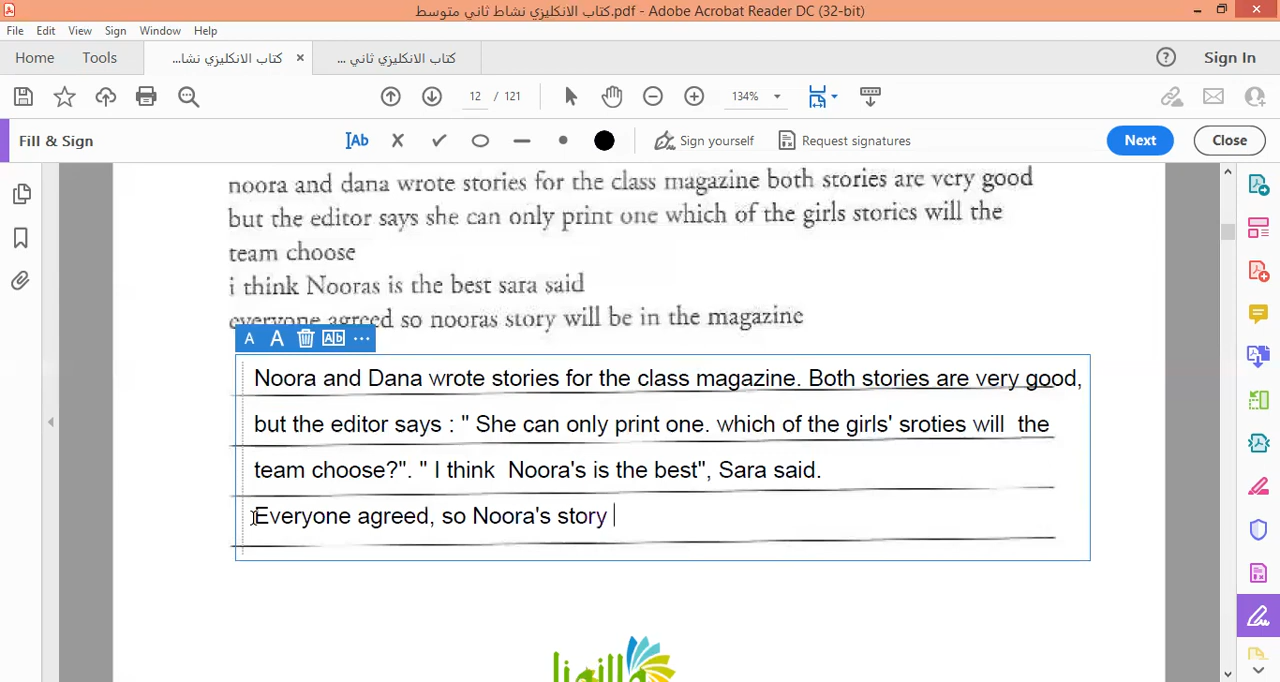 كتاب الانكليزي نشاط ثاني متوسط.pdf - Adobe Acrobat Reader DC (32-bit)
File Edit View Sign Window Help
Home Tools كتاب الانكليزي نشا... × كتاب الانكليزي ثاني ... Sign In
12 / 121 134%
Fill & Sign Ab Sign yourself Request signatures Next Close
noora and dana wrote stories for the class magazine both stories are very good
but the editor says she can only print one which of the girls stories will the
team choose
i think Nooras is the best sara said
everyone agreed so nooras story will be in the magazine
A A Ab ...
Noora and Dana wrote stories for the class magazine. Both stories are very good,
but the editor says : " She can only print one. which of the girls' sroties will the
team choose?". " I think Noora's is the best", Sara said.
Everyone agreed, so Noora's story